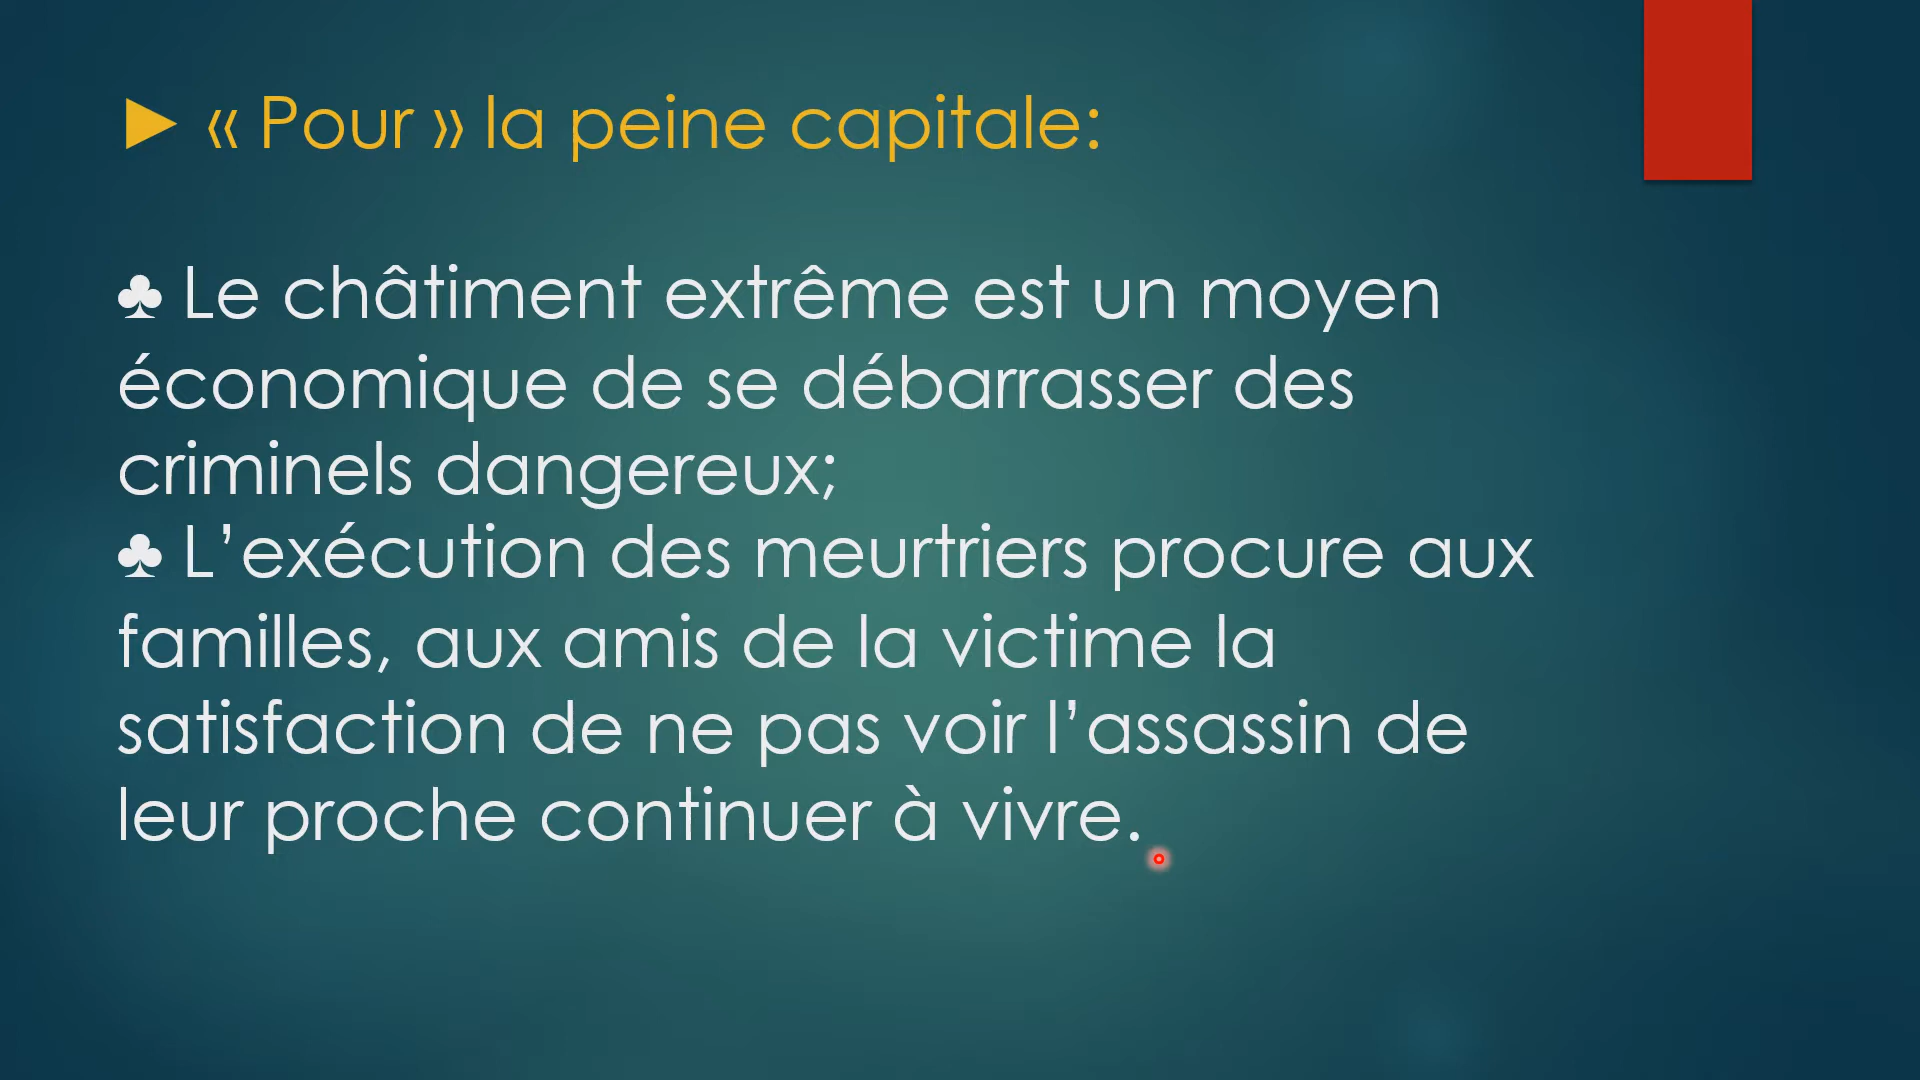 ► « Pour » la peine capitale:
♣ Le châtiment extrême est un moyen
économique de se débarrasser des
criminels dangereux;
♣ L’exécution des meurtriers procure aux
familles, aux amis de la victime la
satisfaction de ne pas voir l’assassin de
leur proche continuer à vivre.